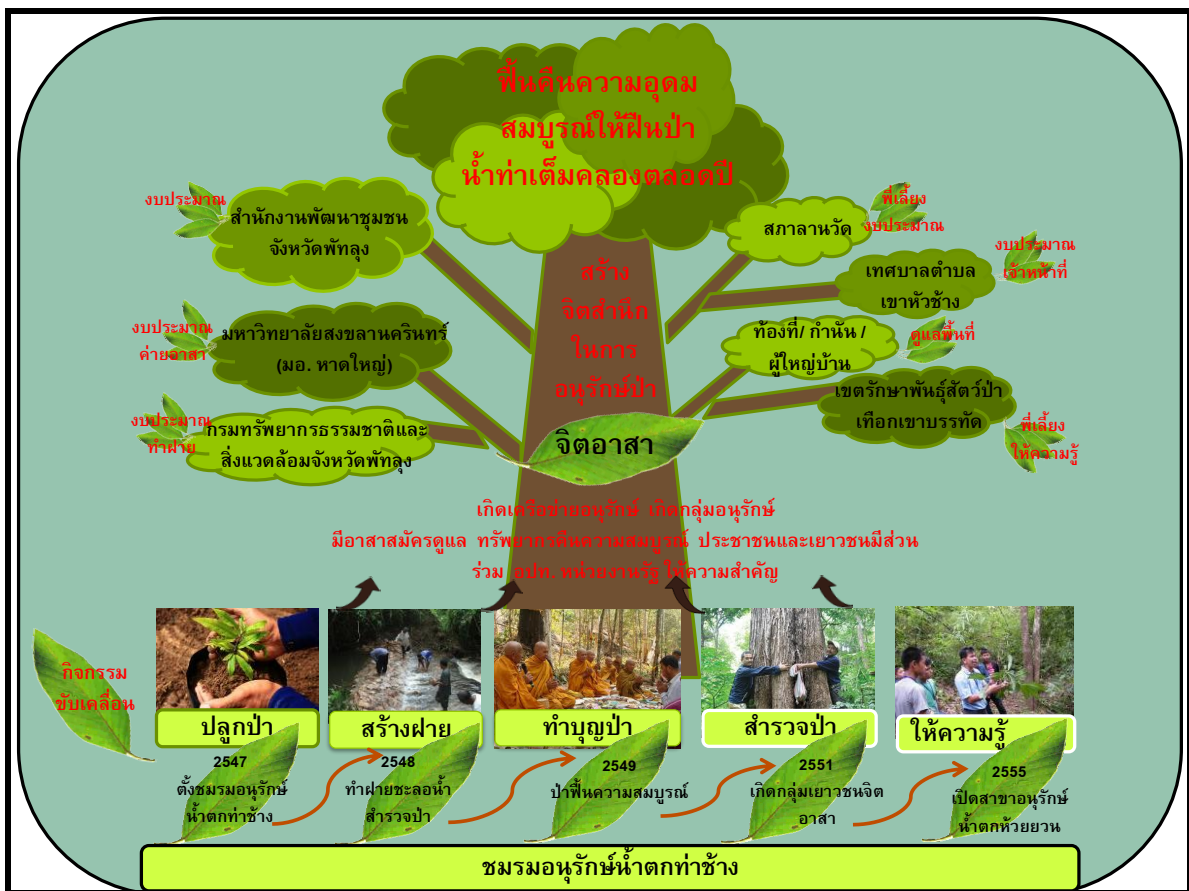 ฟื้นคืนความอุดม
สมบูรณ์ให้ผืนป่า
น้ำท่าเต็มคลองตลอดปี
งบประมาณ
สำนักงานพัฒนาชุมชน
จังหวัดพัทลุง
งบประมาณ
ค่ายอาสา
มหาวิทยาลัยสงขลานครินทร์
(มอ. หาดใหญ่)
งบประมาณ
ทำฝาย
กรมทรัพยากรธรรมชาติและ
สิ่งแวดล้อมจังหวัดพัทลุง
สร้าง
จิตสำนึก
ในการ
อนุรักษ์ป่า
จิตอาสา
สภาลานวัด
พี่เลี้ยง
งบประมาณ
เทศบาลตำบล
เขาหัวช้าง
งบประมาณ
เจ้าหน้าที่
ท้องที่/ กำนัน /
ผู้ใหญ่บ้าน
ดูแลพื้นที่
เขตรักษาพันธุ์สัตว์ป่า
เทือกเขาบรรทัด
พี่เลี้ยง
ให้ความรู้
เกิดเครือข่ายอนุรักษ์ เกิดกลุ่มอนุรักษ์
มีอาสาสมัครดูแล ทรัพยากรคืนความสมบูรณ์ ประชาชนและเยาวชนมีส่วน
ร่วม อปท. หน่วยงานรัฐ ให้ความสำคัญ
กิจกรรม
ขับเคลื่อน
ปลูกป่า
สร้างฝาย
ทำบุญป่า
สำรวจป่า
ให้ความรู้
2547
ตั้งชมรมอนุรักษ์
น้ำตกท่าช้าง
2548
ทำฝายชะลอน้ำ
สำรวจป่า
2549
ป่าฟื้นความสมบูรณ์
2551
เกิดกลุ่มเยาวชนจิต
อาสา
2555
เปิดสาขาอนุรักษ์
น้ำตกห้วยยวน
ชมรมอนุรักษ์น้ำตกท่าช้าง